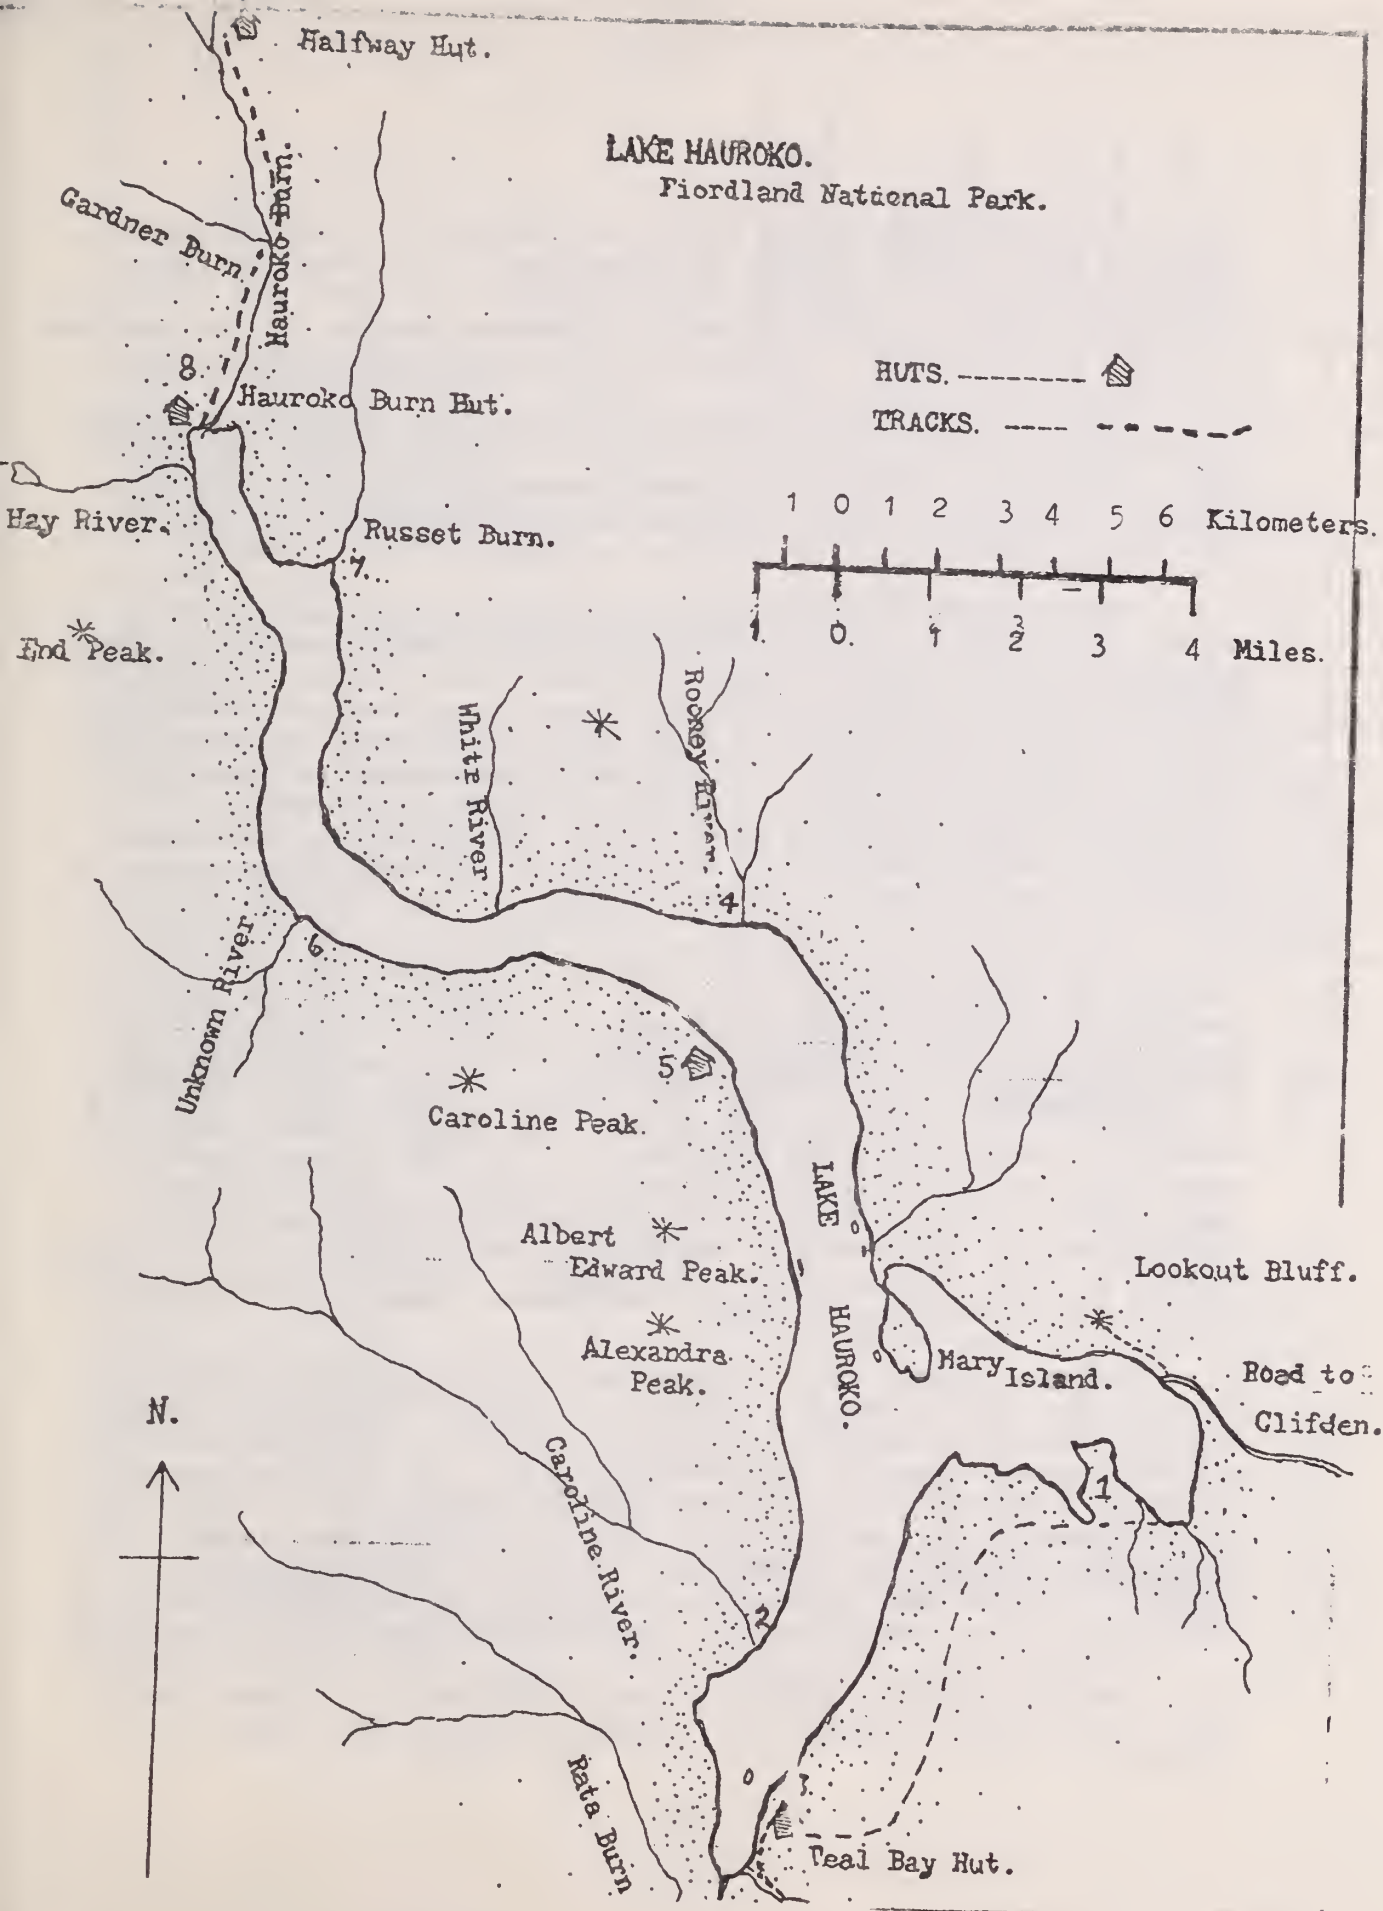 Halfway Hut.
LAKE HAUROKO.
Fiordland National Park.
Hauroko Burn.
Gardner Burn
8
Hauroko Burn Hut.
HUTS. --------
TRACKS. ----
Hay River.
Russet Burn.
7
1 0 1 2 3 4 5 6 Kilometers.
1. 0. 1 2 3 4 Miles.
End Peak.
White River
Rooney River.
4
6
Unknown River
5
Caroline Peak.
LAKE
HAUROKO.
Albert
Edward Peak.
Alexandra
Peak.
Lookout Bluff.
Mary Island.
Road to
Clifden.
N.
1
Caroline River.
2
3
Rata Burn
Teal Bay Hut.